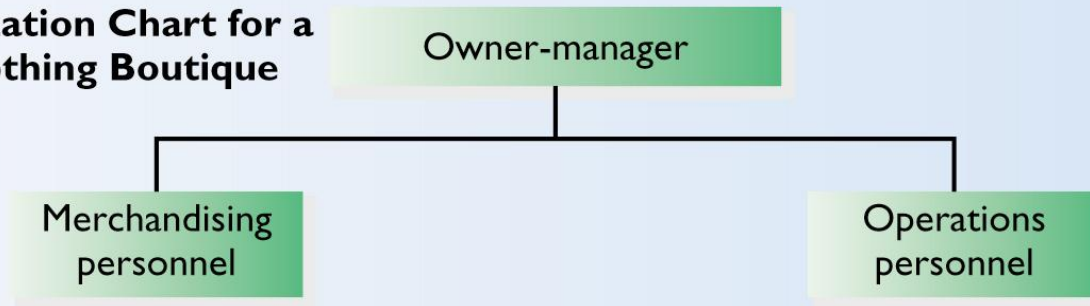 ation Chart for a
thing Boutique
Owner-manager
Merchandising
personnel
Operations
personnel